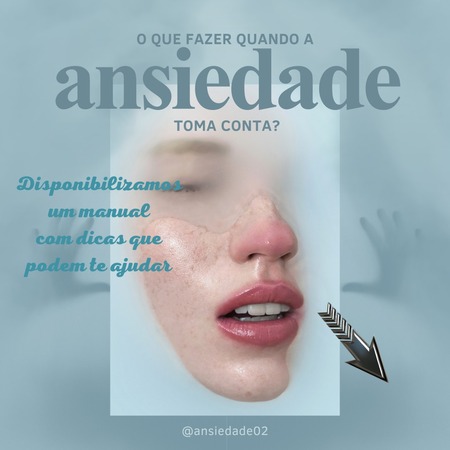 O QUE FAZER QUANDO A
ansiedade
TOMA CONTA?
Disponibilizamos
um manual
com dicas que
podem te ajudar
@ansiedade02